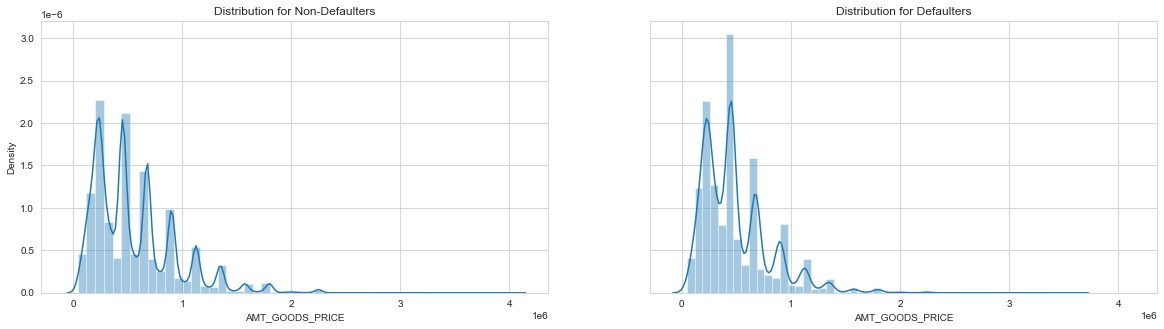 Distribution for Non-Defaulters
1e−6
3.0
2.5
2.0
1.5
1.0
0.5
0.0
Density
0 1 2 3 4
1e6
AMT_GOODS_PRICE
Distribution for Defaulters
0 1 2 3 4
1e6
AMT_GOODS_PRICE